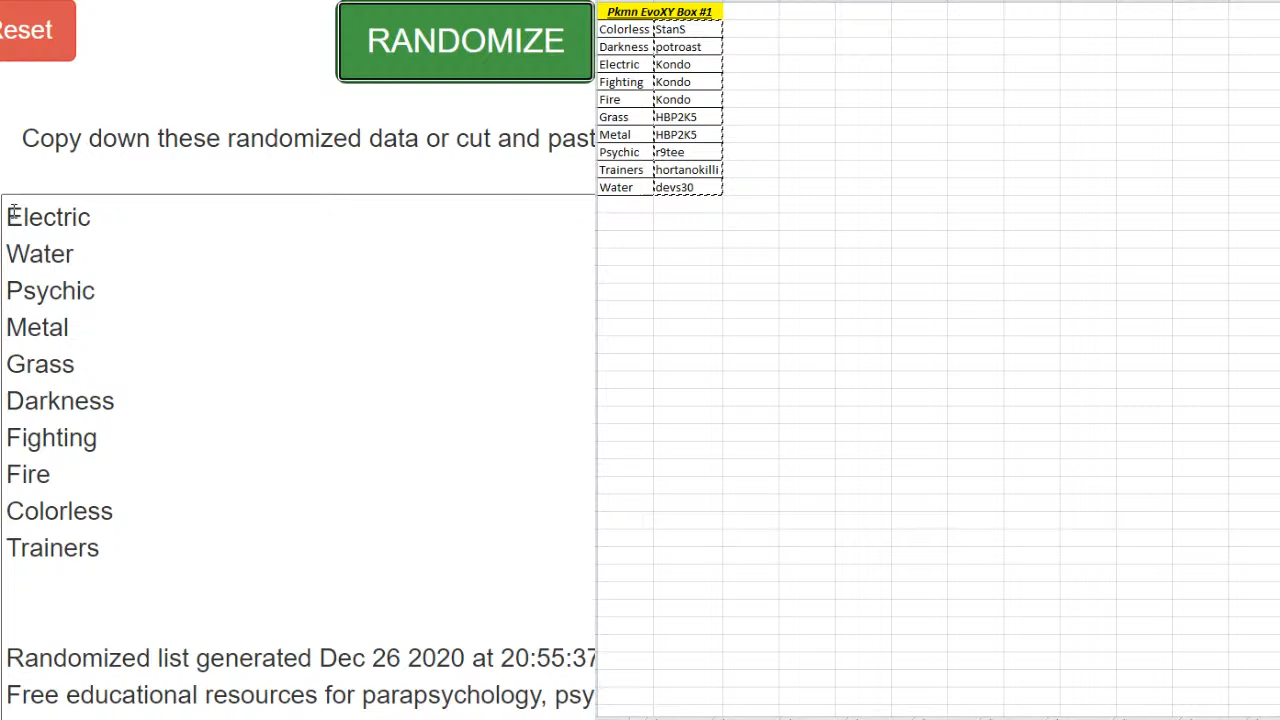 Reset
RANDOMIZE
Copy down these randomized data or cut and past
Electric
Water
Psychic
Metal
Grass
Darkness
Fighting
Fire
Colorless
Trainers
Randomized list generated Dec 26 2020 at 20:55:37
Free educational resources for parapsychology, psy
Pkmn EvoXY Box #1
Colorless StanS
Darkness potroast
Electric Kondo
Fighting Kondo
Fire Kondo
Grass HBP2K5
Metal HBP2K5
Psychic r9tee
Trainers hortanokilli
Water devs30